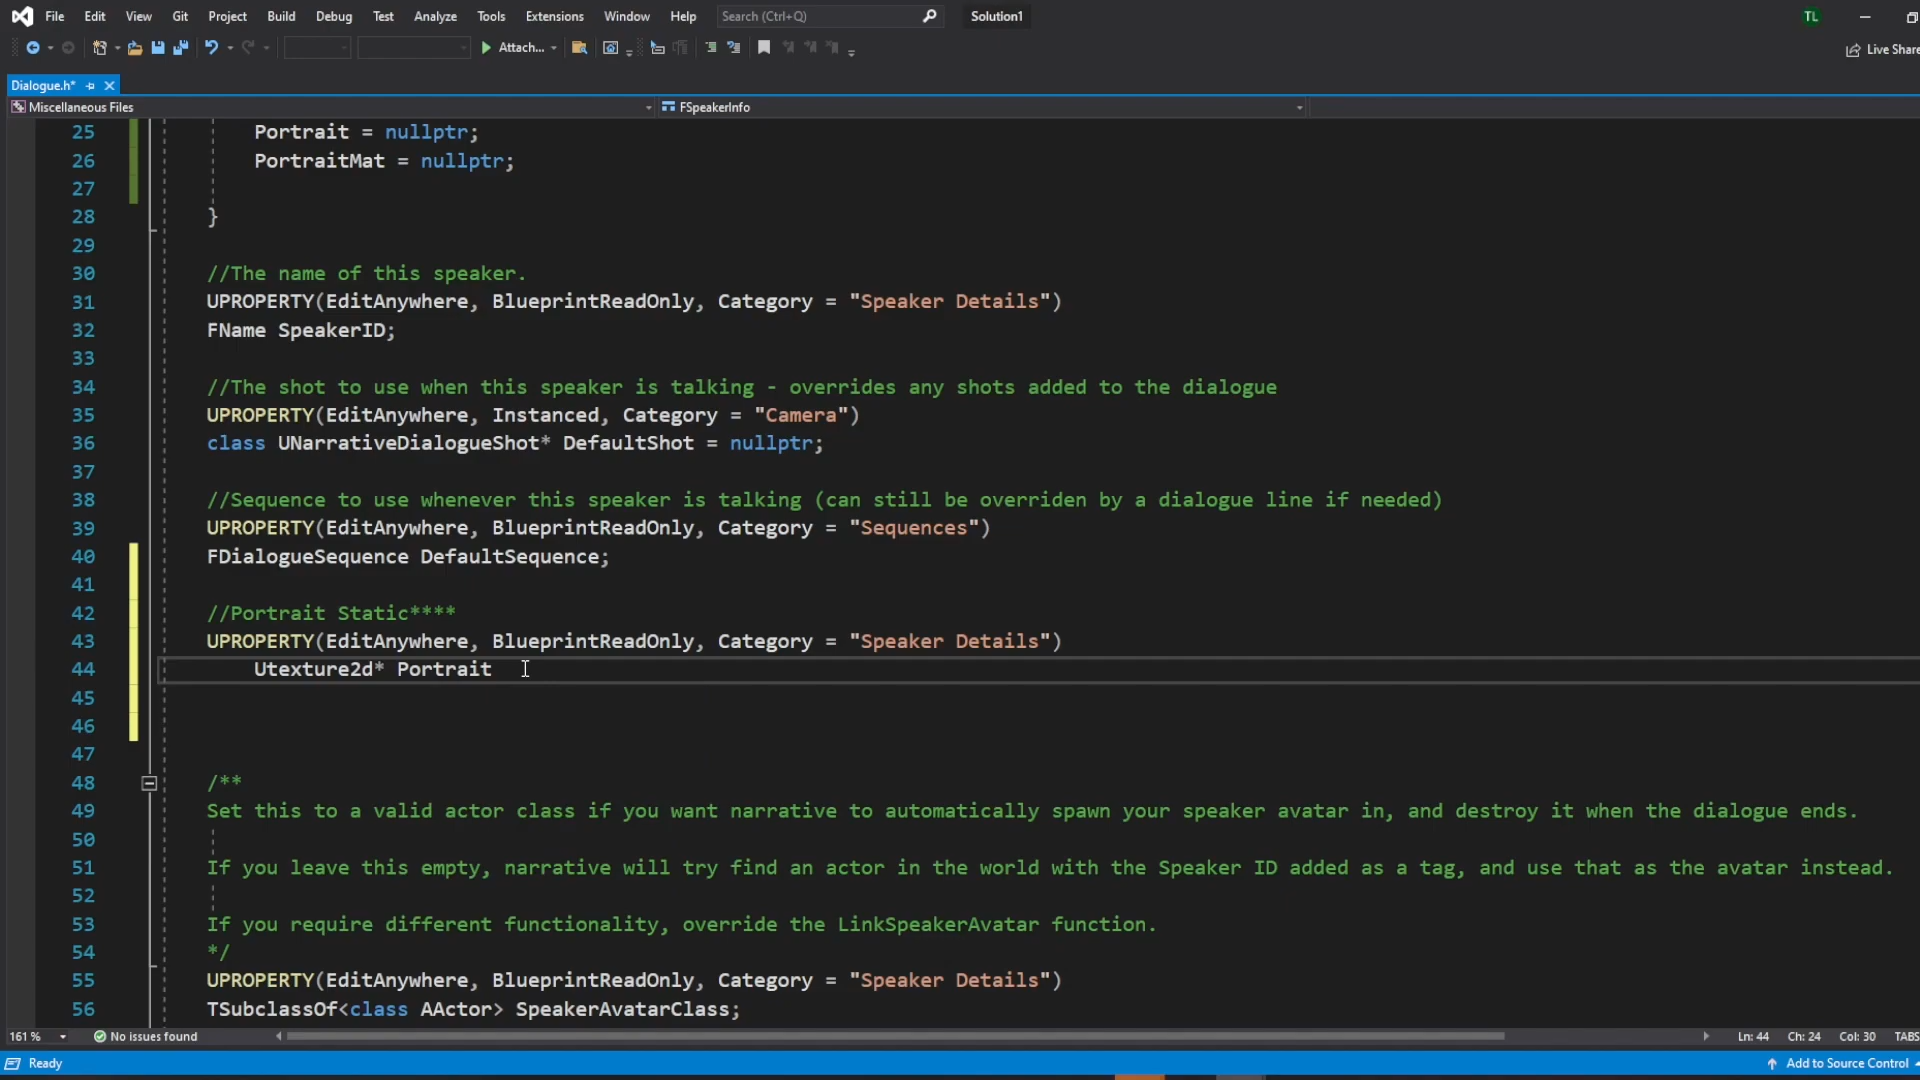 File Edit View Git Project Build Debug Test Analyze Tools Extensions Window Help Search (Ctrl+Q) Solution1 TL
Attach... Live Share
Dialogue.h*
Miscellaneous Files FSpeakerInfo
25 Portrait = nullptr;
26 PortraitMat = nullptr;
27
28 }
29
30 //The name of this speaker.
31 UPROPERTY(EditAnywhere, BlueprintReadOnly, Category = "Speaker Details")
32 FName SpeakerID;
33
34 //The shot to use when this speaker is talking - overrides any shots added to the dialogue
35 UPROPERTY(EditAnywhere, Instanced, Category = "Camera")
36 class UNarrativeDialogueShot* DefaultShot = nullptr;
37
38 //Sequence to use whenever this speaker is talking (can still be overriden by a dialogue line if needed)
39 UPROPERTY(EditAnywhere, BlueprintReadOnly, Category = "Sequences")
40 FDialogueSequence DefaultSequence;
41
42 //Portrait Static****
43 UPROPERTY(EditAnywhere, BlueprintReadOnly, Category = "Speaker Details")
44 Utexture2d* Portrait
45
46
47
48 /**
49 Set this to a valid actor class if you want narrative to automatically spawn your speaker avatar in, and destroy it when the dialogue ends.
50
51 If you leave this empty, narrative will try find an actor in the world with the Speaker ID added as a tag, and use that as the avatar instead.
52
53 If you require different functionality, override the LinkSpeakerAvatar function.
54 */
55 UPROPERTY(EditAnywhere, BlueprintReadOnly, Category = "Speaker Details")
56 TSubclassOf<class AActor> SpeakerAvatarClass;
161 % No issues found Ln: 44 Ch: 24 Col: 30 TABS
Ready Add to Source Control